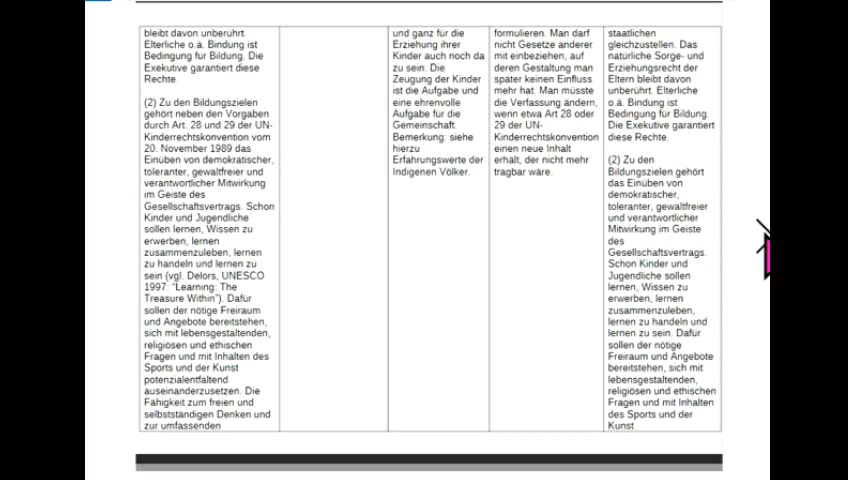 bleibt davon unberührt.
Elterliche o.ä. Bindung ist
Bedingung für Bildung. Die
Exekutive garantiert diese
Rechte.
(2) Zu den Bildungszielen
gehört neben den Vorgaben
durch Art. 28 und 29 der UN-
Kinderrechtskonvention vom
20. November 1989 das
Einüben von demokratischer,
toleranter, gewaltfreier und
verantwortlicher Mitwirkung
im Geiste des
Gesellschaftsvertrags. Schon
Kinder und Jugendliche
sollen lernen, Wissen zu
erwerben, lernen
zusammenzuleben, lernen
zu handeln und lernen zu
sein (vgl. Delors, UNESCO
1997: "Learning: The
Treasure Within"). Dafür
sollen der nötige Freiraum
und Angebote bereitstehen,
sich mit lebensgestaltenden,
religiösen und ethischen
Fragen und mit Inhalten des
Sports und der Kunst
potenzialentfaltend
auseinanderzusetzen. Die
Fähigkeit zum freien und
selbstständigen Denken und
zur umfassenden
und ganz für die
Erziehung ihrer
Kinder auch noch da
zu sein. Die
Zeugung der Kinder
ist die Aufgabe und
eine ehrenvolle
Aufgabe für die
Gemeinschaft.
Bemerkung: siehe
hierzu
Erfahrungswerte der
Indigenen Völker.
formulieren. Man darf
nicht Gesetze anderer
mit einbeziehen, auf
deren Gestaltung man
später keinen Einfluss
mehr hat. Man müsste
die Verfassung ändern,
wenn etwa Art 28 oder
29 der UN-
Kinderrechtskonvention
einen neue Inhalt
erhält, der nicht mehr
tragbar wäre.
staatlichen
gleichzustellen. Das
natürliche Sorge- und
Erziehungsrecht der
Eltern bleibt davon
unberührt. Elterliche
o.ä. Bindung ist
Bedingung für Bildung.
Die Exekutive garantiert
diese Rechte.
(2) Zu den
Bildungszielen gehört
das Einüben von
demokratischer,
toleranter, gewaltfreier
und verantwortlicher
Mitwirkung im Geiste
des
Gesellschaftsvertrags.
Schon Kinder und
Jugendliche sollen
lernen, Wissen zu
erwerben, lernen
zusammenzuleben,
lernen zu handeln und
lernen zu sein. Dafür
sollen der nötige
Freiraum und Angebote
bereitstehen, sich mit
lebensgestaltenden,
religiösen und ethischen
Fragen und mit Inhalten
des Sports und der
Kunst